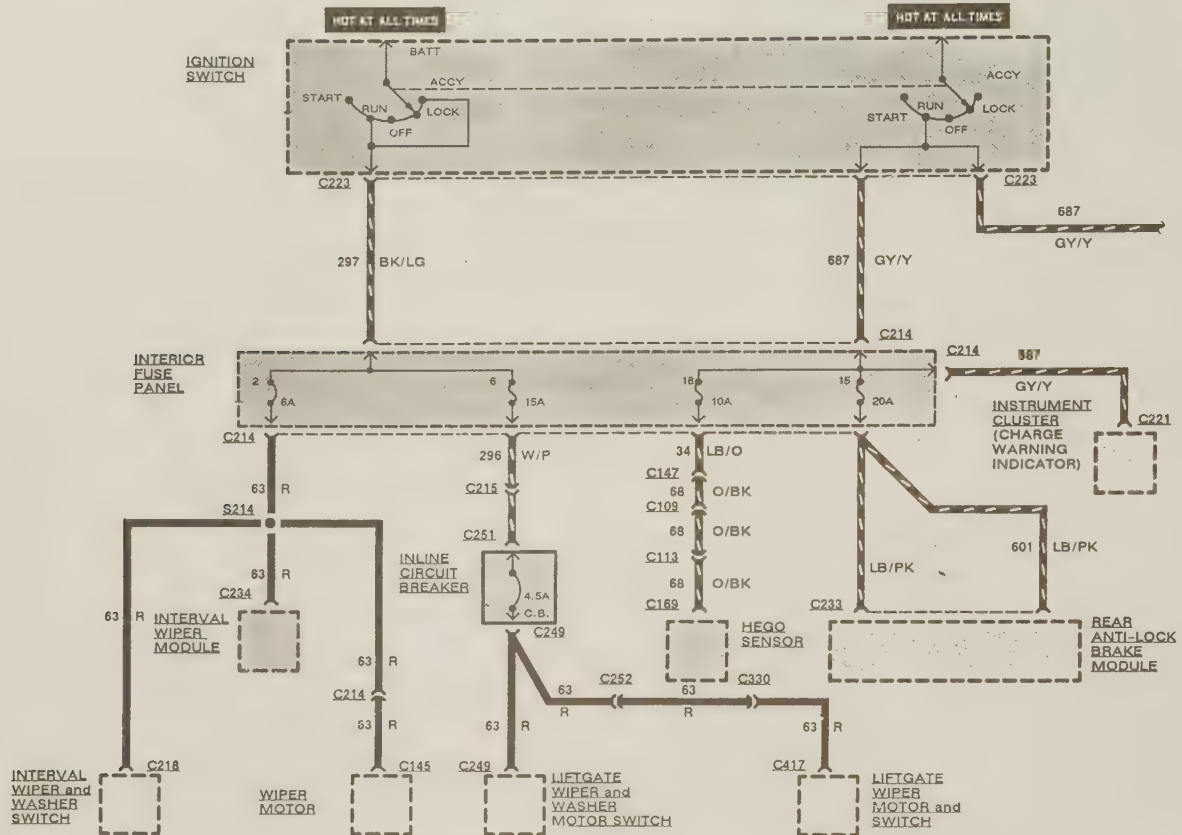 HOT AT ALL TIMES
HOT AT ALL TIMES
IGNITION
SWITCH
BATT
ACCY
START
RUN
LOCK
OFF
ACCY
START
RUN
LOCK
OFF
C223
C223
687
GY/Y
297 BK/LG
687 GY/Y
C214
INTERIOR
FUSE
PANEL
2
6A
6
15A
18
10A
15
20A
C214
687
GY/Y
C221
INSTRUMENT
CLUSTER
(CHARGE
WARNING
INDICATOR)
C214
63 R
S214
63 R
C234
INTERVAL
WIPER
MODULE
63 R
63 R
C214
63 R
296 W/P
C215
C251
INLINE
CIRCUIT
BREAKER
4.5A
C.B.
C249
34 LB/O
C147
68 O/BK
C109
68 O/BK
C113
68 O/BK
C169
HEGO
SENSOR
LB/PK
601 LB/PK
C233
REAR
ANTI-LOCK
BRAKE
MODULE
63 R
63
R
C252
63
R
C330
63 R
INTERVAL
WIPER and
WASHER
SWITCH
C218
WIPER
MOTOR
C145
C249
LIFTGATE
WIPER and
WASHER
MOTOR SWITCH
C417
LIFTGATE
WIPER
MOTOR and
SWITCH